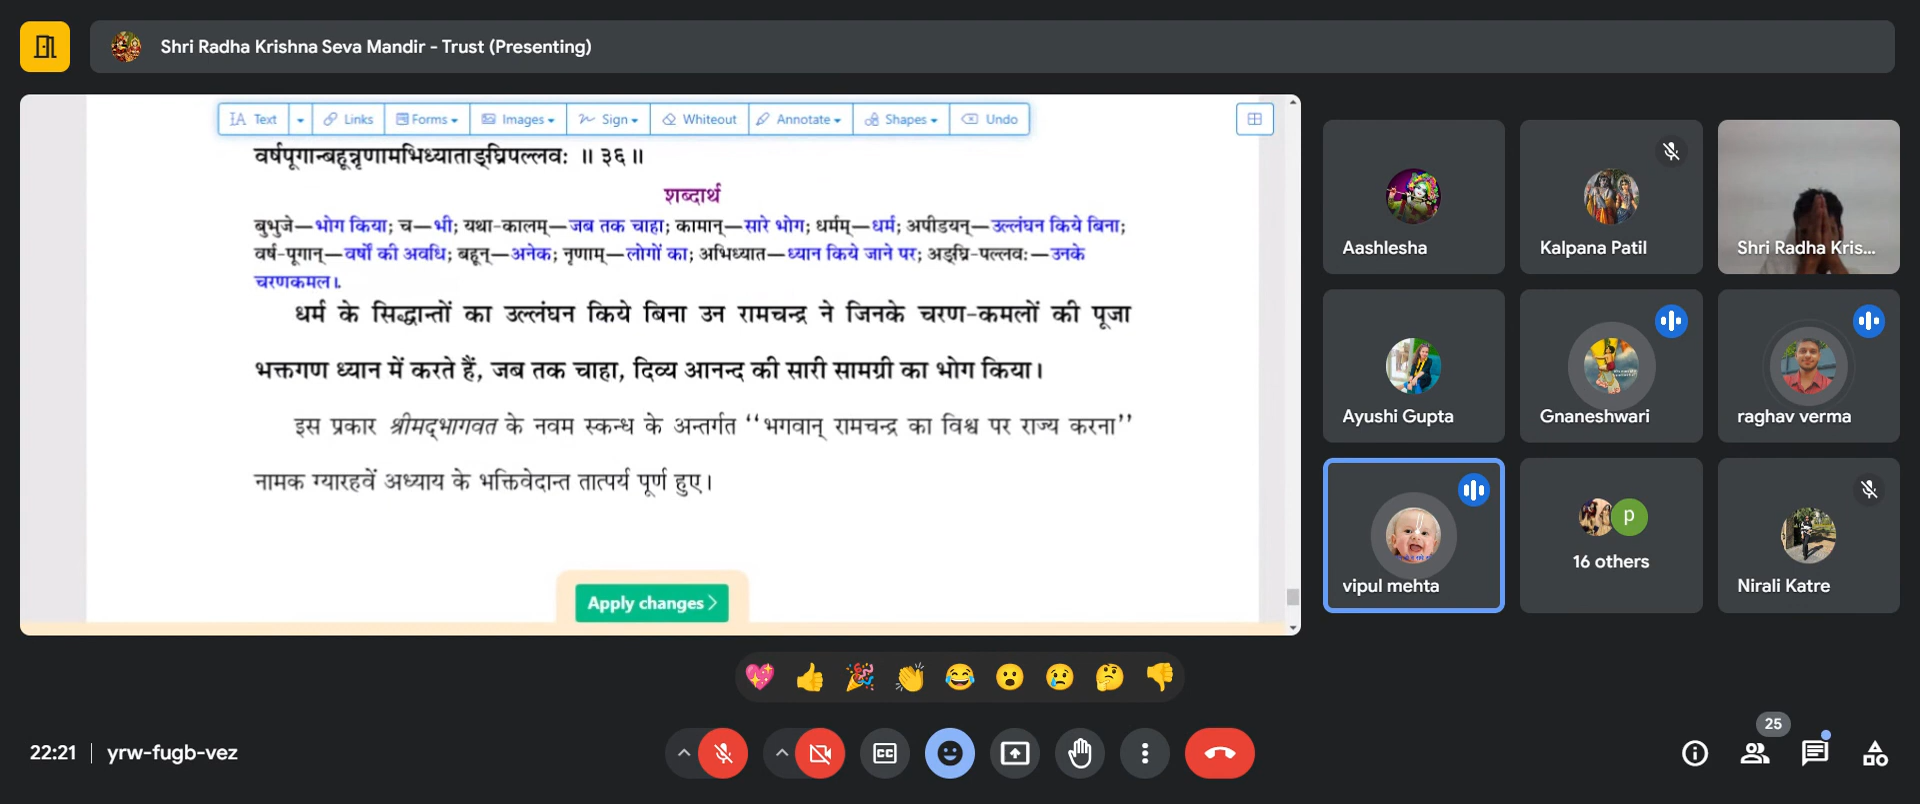 Shri Radha Krishna Seva Mandir - Trust (Presenting)
Text Links Forms Images Sign Whiteout Annotate Shapes Undo
वर्षपूगान्बहून्नृणामभिध्याताङ्घ्रिपल्लवः ॥ ३६॥
शब्दार्थ
बुभुजे—भोग किया; च—भी; यथा-कालम्—जब तक चाहा; कामान्—सारे भोग; धर्मम्—धर्म; अपीडयन्—उल्लंघन किये बिना;
वर्ष-पूगान्—वर्षों की अवधि; बहून्—अनेक; नृणाम्—लोगों का; अभिध्यात—ध्यान किये जाने पर; अङ्घ्रि-पल्लवः—उनके
चरणकमल।
धर्म के सिद्धान्तों का उल्लंघन किये बिना उन रामचन्द्र ने जिनके चरण-कमलों की पूजा
भक्तगण ध्यान में करते हैं, जब तक चाहा, दिव्य आनन्द की सारी सामग्री का भोग किया।
इस प्रकार श्रीमद्भागवत के नवम स्कन्ध के अन्तर्गत ‘‘भगवान् रामचन्द्र का विश्व पर राज्य करना’’
नामक ग्यारहवें अध्याय के भक्तिवेदान्त तात्पर्य पूर्ण हुए।
Apply changes
Aashlesha
Kalpana Patil
Shri Radha Kris...
Ayushi Gupta
Gnaneshwari
raghav verma
vipul mehta
p
16 others
Nirali Katre
22:21 | yrw-fugb-vez
CC
25